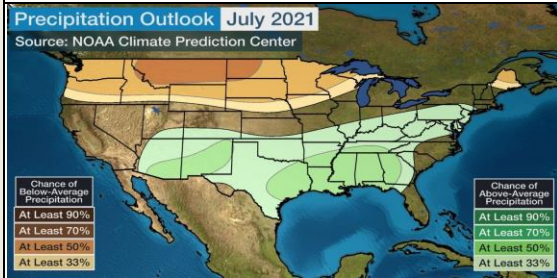 Precipitation Outlook July 2021
Source: NOAA Climate Prediction Center
Chance of
Below-Average
Precipitation
At Least 90%
At Least 70%
At Least 50%
At Least 33%
Chance of
Above-Average
Precipitation
At Least 90%
At Least 70%
At Least 50%
At Least 33%